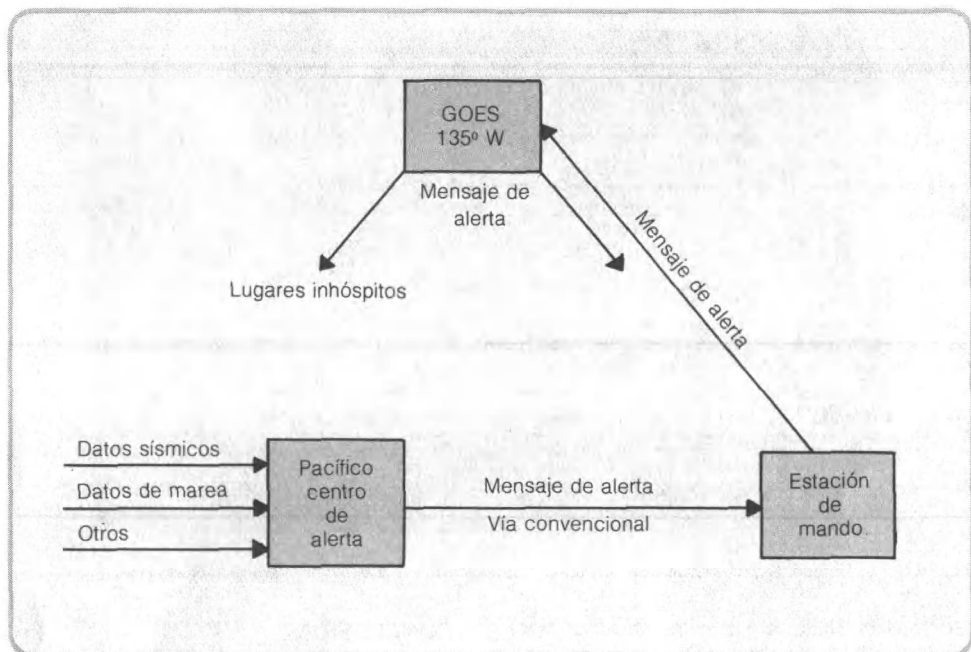 GOES
135º W
Mensaje de
alerta
Mensaje de alerta
Lugares inhóspitos
Datos sísmicos
Datos de marea
Otros
Pacífico
centro
de
alerta
Mensaje de alerta
Vía convencional
Estación
de
mando